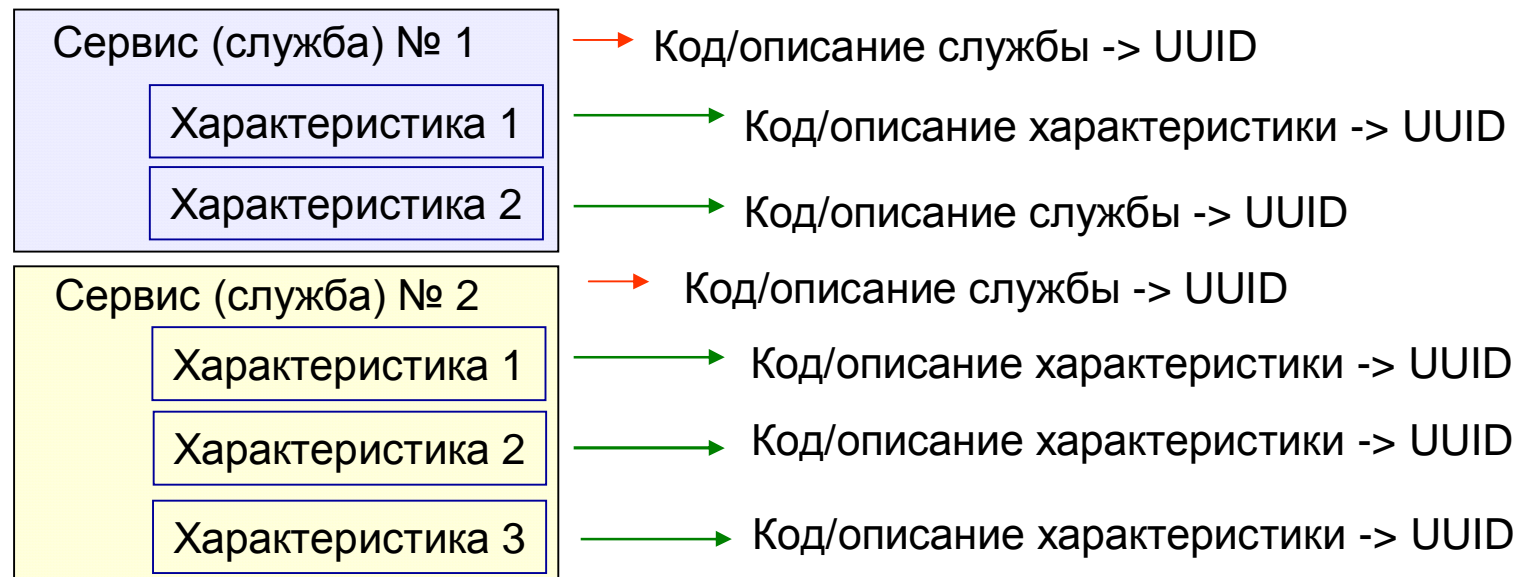 Сервис (служба) № 1 Код/описание службы -> UUID
Характеристика 1 Код/описание характеристики -> UUID
Характеристика 2 Код/описание службы -> UUID
Сервис (служба) № 2 Код/описание службы -> UUID
Характеристика 1 Код/описание характеристики -> UUID
Характеристика 2 Код/описание характеристики -> UUID
Характеристика 3 Код/описание характеристики -> UUID